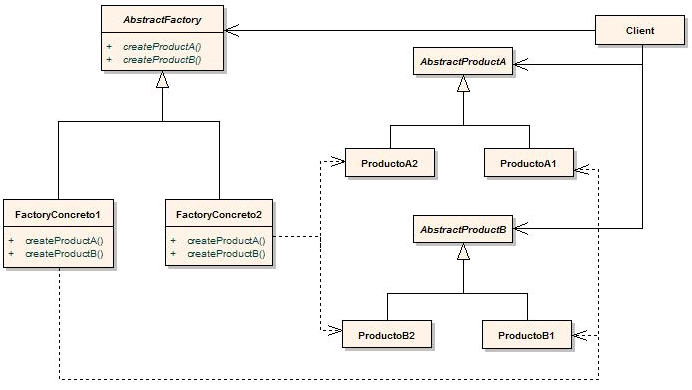 AbstractFactory
+ createProductA()
+ createProductB()
Client
AbstractProductA
ProductoA2
ProductoA1
FactoryConcreto1
+ createProductA()
+ createProductB()
FactoryConcreto2
+ createProductA()
+ createProductB()
AbstractProductB
ProductoB2
ProductoB1